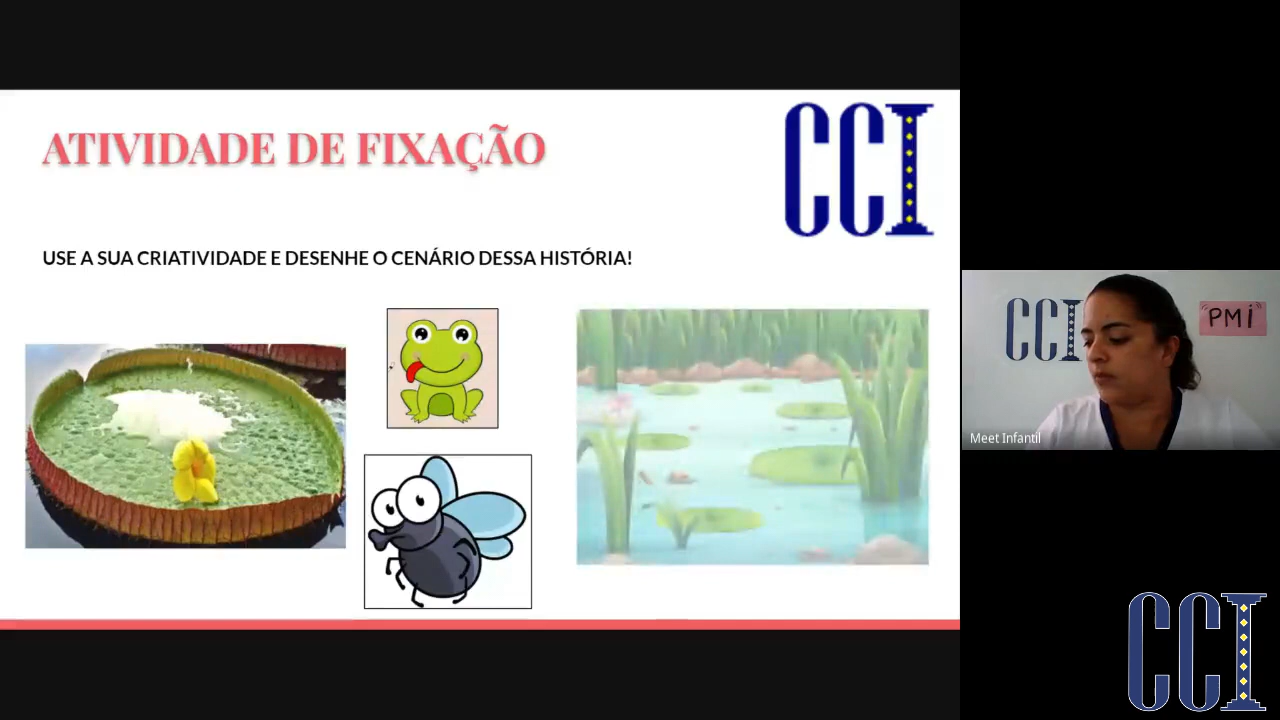 ATIVIDADE DE FIXAÇÃO
CCI
USE A SUA CRIATIVIDADE E DESENHE O CENÁRIO DESSA HISTÓRIA!
CCI
"PMI"
Meet Infantil
CCI